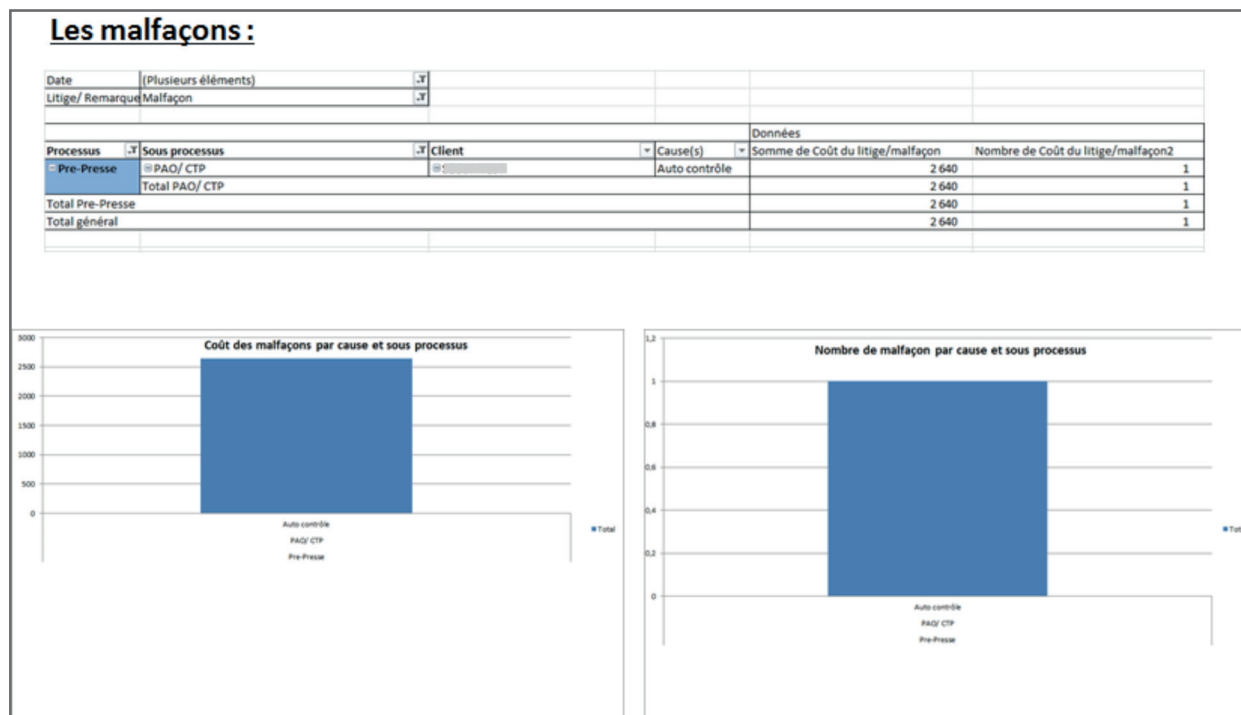 Les malfaçons :
Date (Plusieurs éléments)
Litige/ Remarque Malfaçon
Données
Processus Sous processus Client Cause(s) Somme de Coût du litige/malfaçon Nombre de Coût du litige/malfaçon2
Pre-Presse PAO/ CTP Auto contrôle 2 640 1
Total PAO/ CTP 2 640 1
Total Pre-Presse 2 640 1
Total général 2 640 1
Coût des malfaçons par cause et sous processus
3000
2500
2000
1500
1000
500
0
Auto contrôle
PAO/ CTP
Pre-Presse
Total
Nombre de malfaçon par cause et sous processus
1,2
1
0,8
0,6
0,4
0,2
0
Auto contrôle
PAO/ CTP
Pre-Presse
Tot